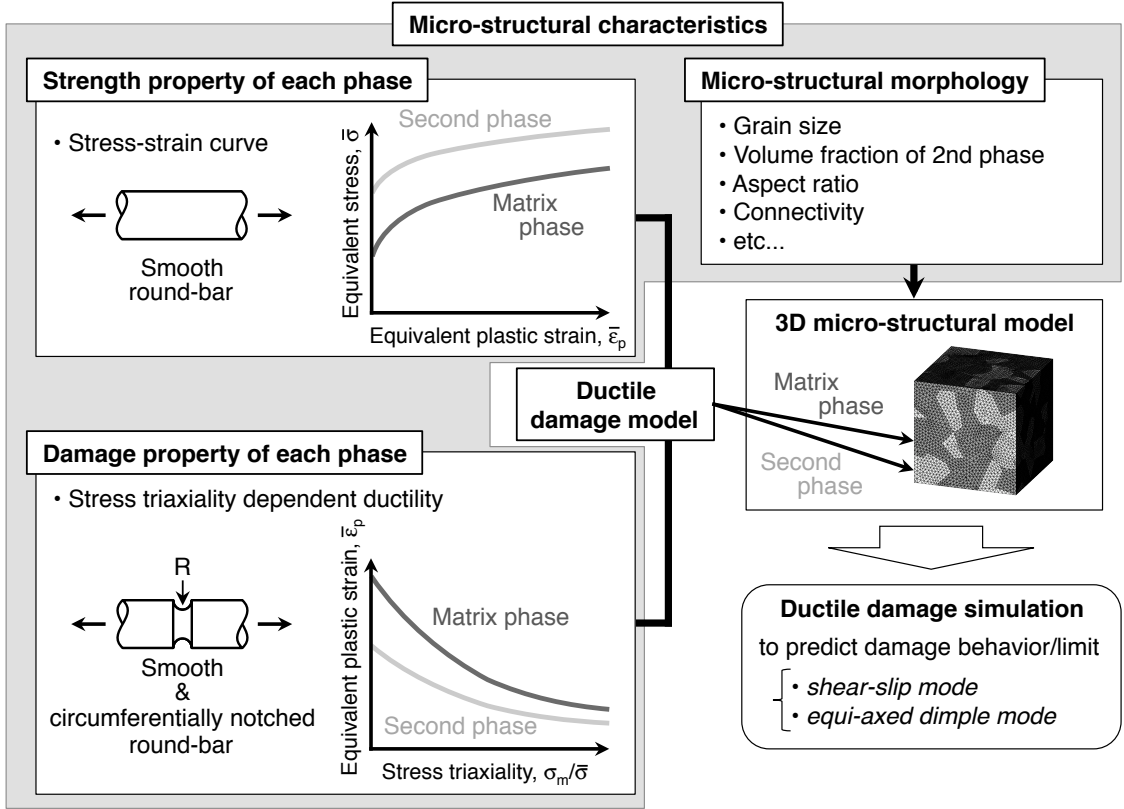 Micro-structural characteristics
Strength property of each phase
• Stress-strain curve
Smooth
round-bar
Equivalent stress, σ̅
Second phase
Matrix
phase
Equivalent plastic strain, ε̅p
Micro-structural morphology
• Grain size
• Volume fraction of 2nd phase
• Aspect ratio
• Connectivity
• etc...
3D micro-structural model
Matrix
phase
Second
phase
Ductile
damage model
Damage property of each phase
• Stress triaxiality dependent ductility
R
Smooth
&
circumferentially notched
round-bar
Equivalent plastic strain, ε̅p
Matrix phase
Second phase
Stress triaxiality, σm/σ̅
Ductile damage simulation
to predict damage behavior/limit
• shear-slip mode
• equi-axed dimple mode